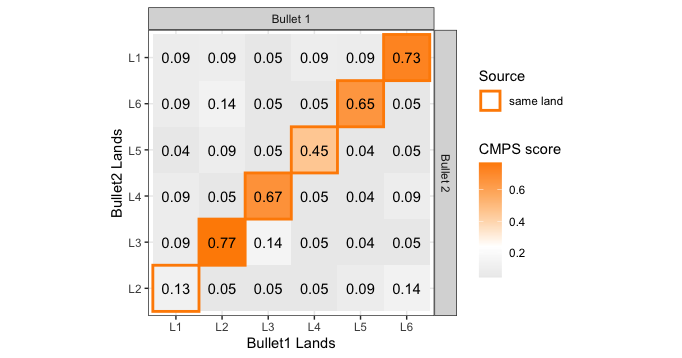 Bullet 1
L1 0.09 0.09 0.05 0.09 0.09 0.73
L6 0.09 0.14 0.05 0.05 0.65 0.05
L5 0.04 0.09 0.05 0.45 0.04 0.05
L4 0.09 0.05 0.67 0.05 0.04 0.09
L3 0.09 0.77 0.14 0.05 0.04 0.05
L2 0.13 0.05 0.05 0.05 0.09 0.14
L1 L2 L3 L4 L5 L6
Bullet1 Lands
Bullet2 Lands
Bullet 2
Source
same land
CMPS score
0.6
0.4
0.2